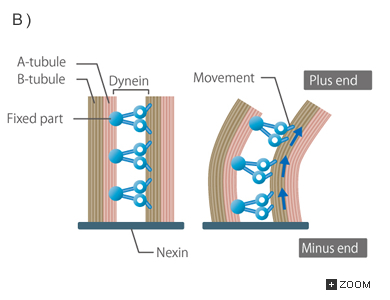 B)
A-tubule
B-tubule
Dynein
Fixed part
Nexin
Movement
Plus end
Minus end
+ ZOOM